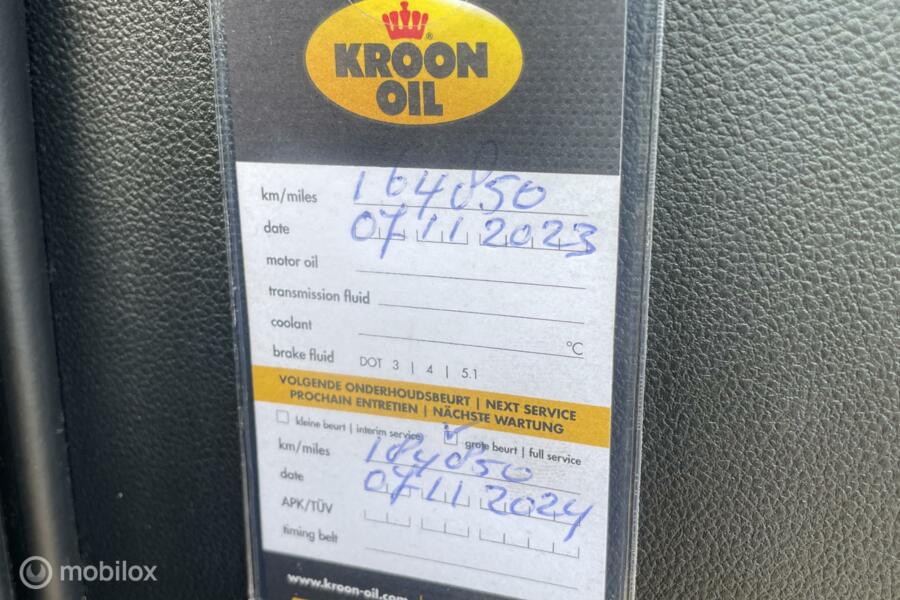 KROON
OIL
®
km/miles 164850
date 07 11 2023
motor oil
transmission fluid
coolant °C
brake fluid DOT 3 | 4 | 5.1
VOLGENDE ONDERHOUDSBEURT | NEXT SERVICE
PROCHAIN ENTRETIEN | NÄCHSTE WARTUNG
kleine beurt | interim service grote beurt | full service
km/miles 184850
date 07 11 2024
APK/TÜV
timing belt
www.kroon-oil.com
mobilox